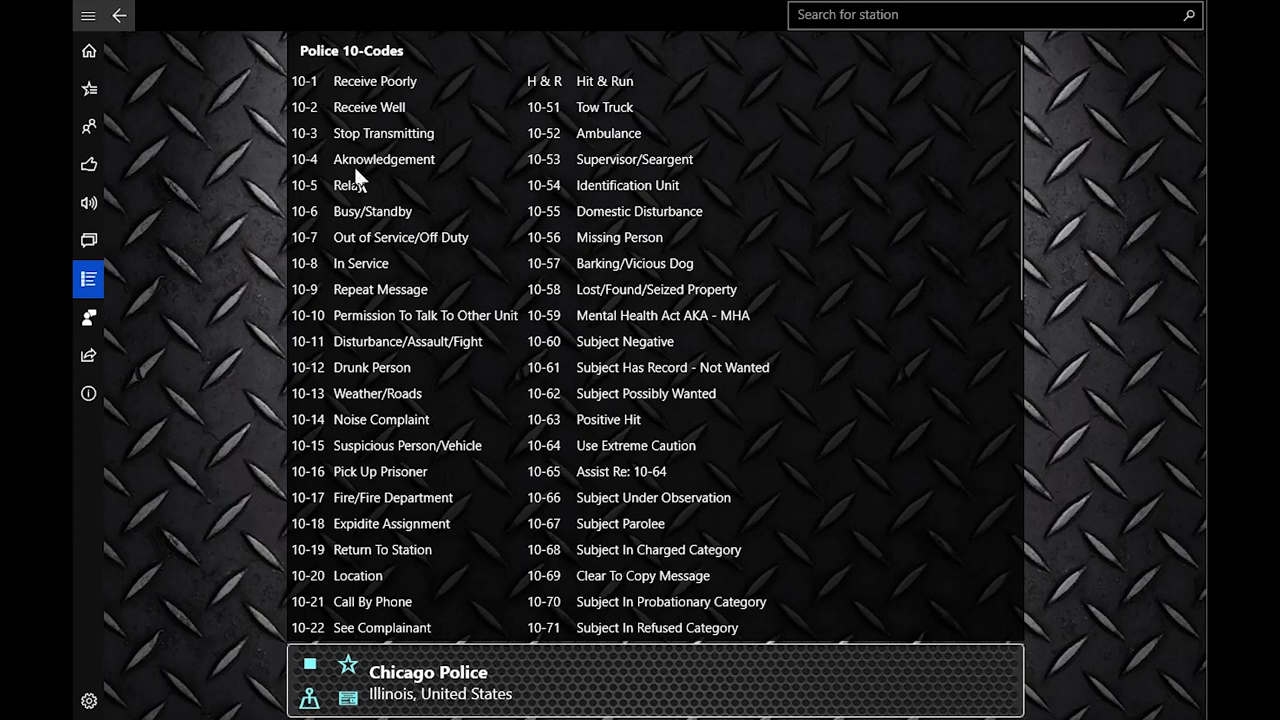 Search for station
Police 10-Codes
10-1 Receive Poorly
10-2 Receive Well
10-3 Stop Transmitting
10-4 Aknowledgement
10-5 Relay
10-6 Busy/Standby
10-7 Out of Service/Off Duty
10-8 In Service
10-9 Repeat Message
10-10 Permission To Talk To Other Unit
10-11 Disturbance/Assault/Fight
10-12 Drunk Person
10-13 Weather/Roads
10-14 Noise Complaint
10-15 Suspicious Person/Vehicle
10-16 Pick Up Prisoner
10-17 Fire/Fire Department
10-18 Expidite Assignment
10-19 Return To Station
10-20 Location
10-21 Call By Phone
10-22 See Complainant
H & R Hit & Run
10-51 Tow Truck
10-52 Ambulance
10-53 Supervisor/Seargent
10-54 Identification Unit
10-55 Domestic Disturbance
10-56 Missing Person
10-57 Barking/Vicious Dog
10-58 Lost/Found/Seized Property
10-59 Mental Health Act AKA - MHA
10-60 Subject Negative
10-61 Subject Has Record - Not Wanted
10-62 Subject Possibly Wanted
10-63 Positive Hit
10-64 Use Extreme Caution
10-65 Assist Re: 10-64
10-66 Subject Under Observation
10-67 Subject Parolee
10-68 Subject In Charged Category
10-69 Clear To Copy Message
10-70 Subject In Probationary Category
10-71 Subject In Refused Category
Chicago Police
Illinois, United States